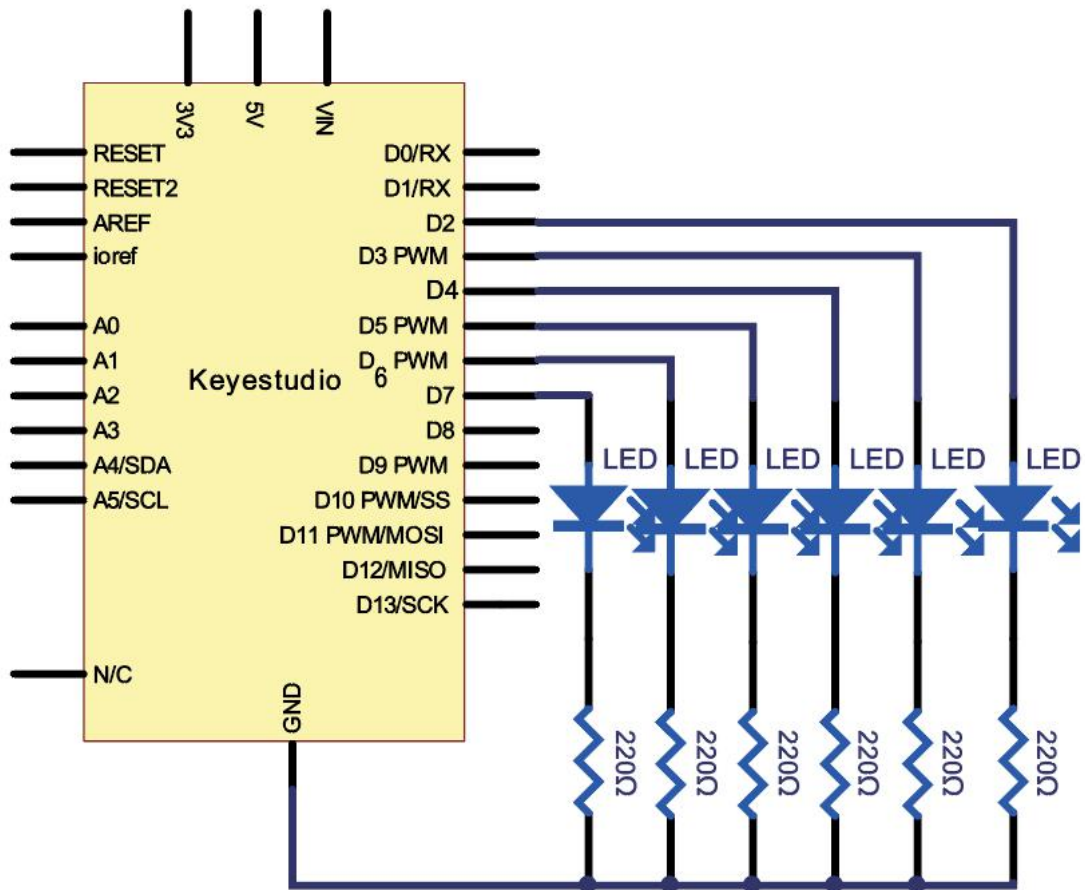 3V3
5V
VIN
RESET
RESET2
AREF
ioref
A0
A1
A2
A3
A4/SDA
A5/SCL
N/C
Keyestudio
D0/RX
D1/RX
D2
D3 PWM
D4
D5 PWM
D6 PWM
D7
D8
D9 PWM
D10 PWM/SS
D11 PWM/MOSI
D12/MISO
D13/SCK
GND
LED
LED
LED
LED
LED
LED
220Ω
220Ω
220Ω
220Ω
220Ω
220Ω